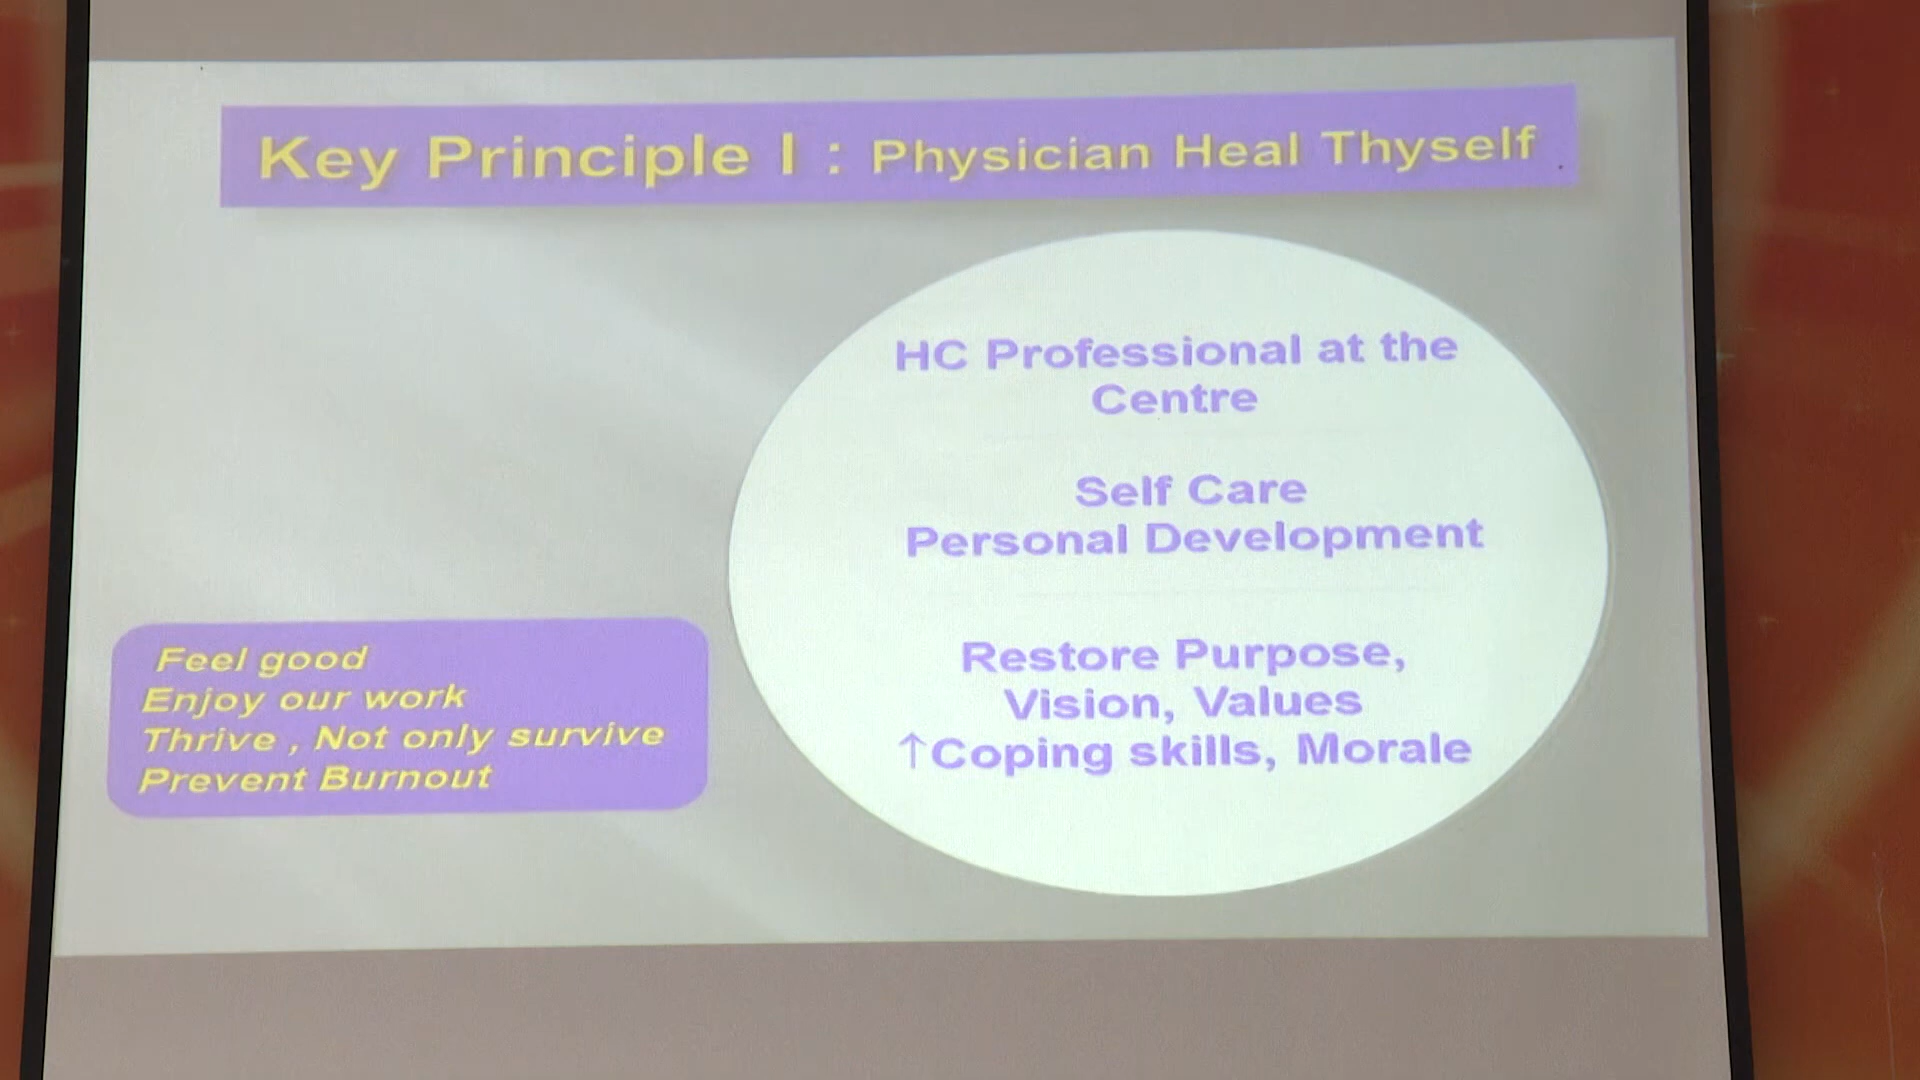 Key Principle I : Physician Heal Thyself
HC Professional at the
Centre
Self Care
Personal Development
Restore Purpose,
Vision, Values
↑Coping skills, Morale
Feel good
Enjoy our work
Thrive , Not only survive
Prevent Burnout